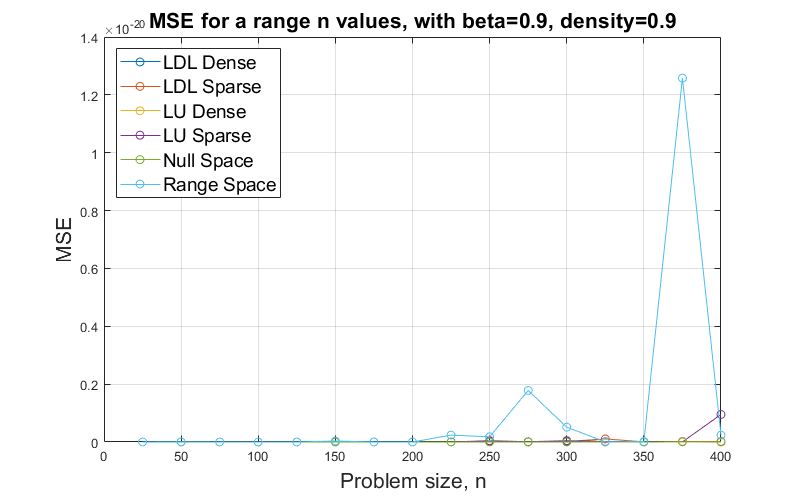 MSE for a range n values, with beta=0.9, density=0.9
×10⁻²⁰
1.4
1.2
1
0.8
0.6
0.4
0.2
0
MSE
LDL Dense
LDL Sparse
LU Dense
LU Sparse
Null Space
Range Space
0 50 100 150 200 250 300 350 400
Problem size, n